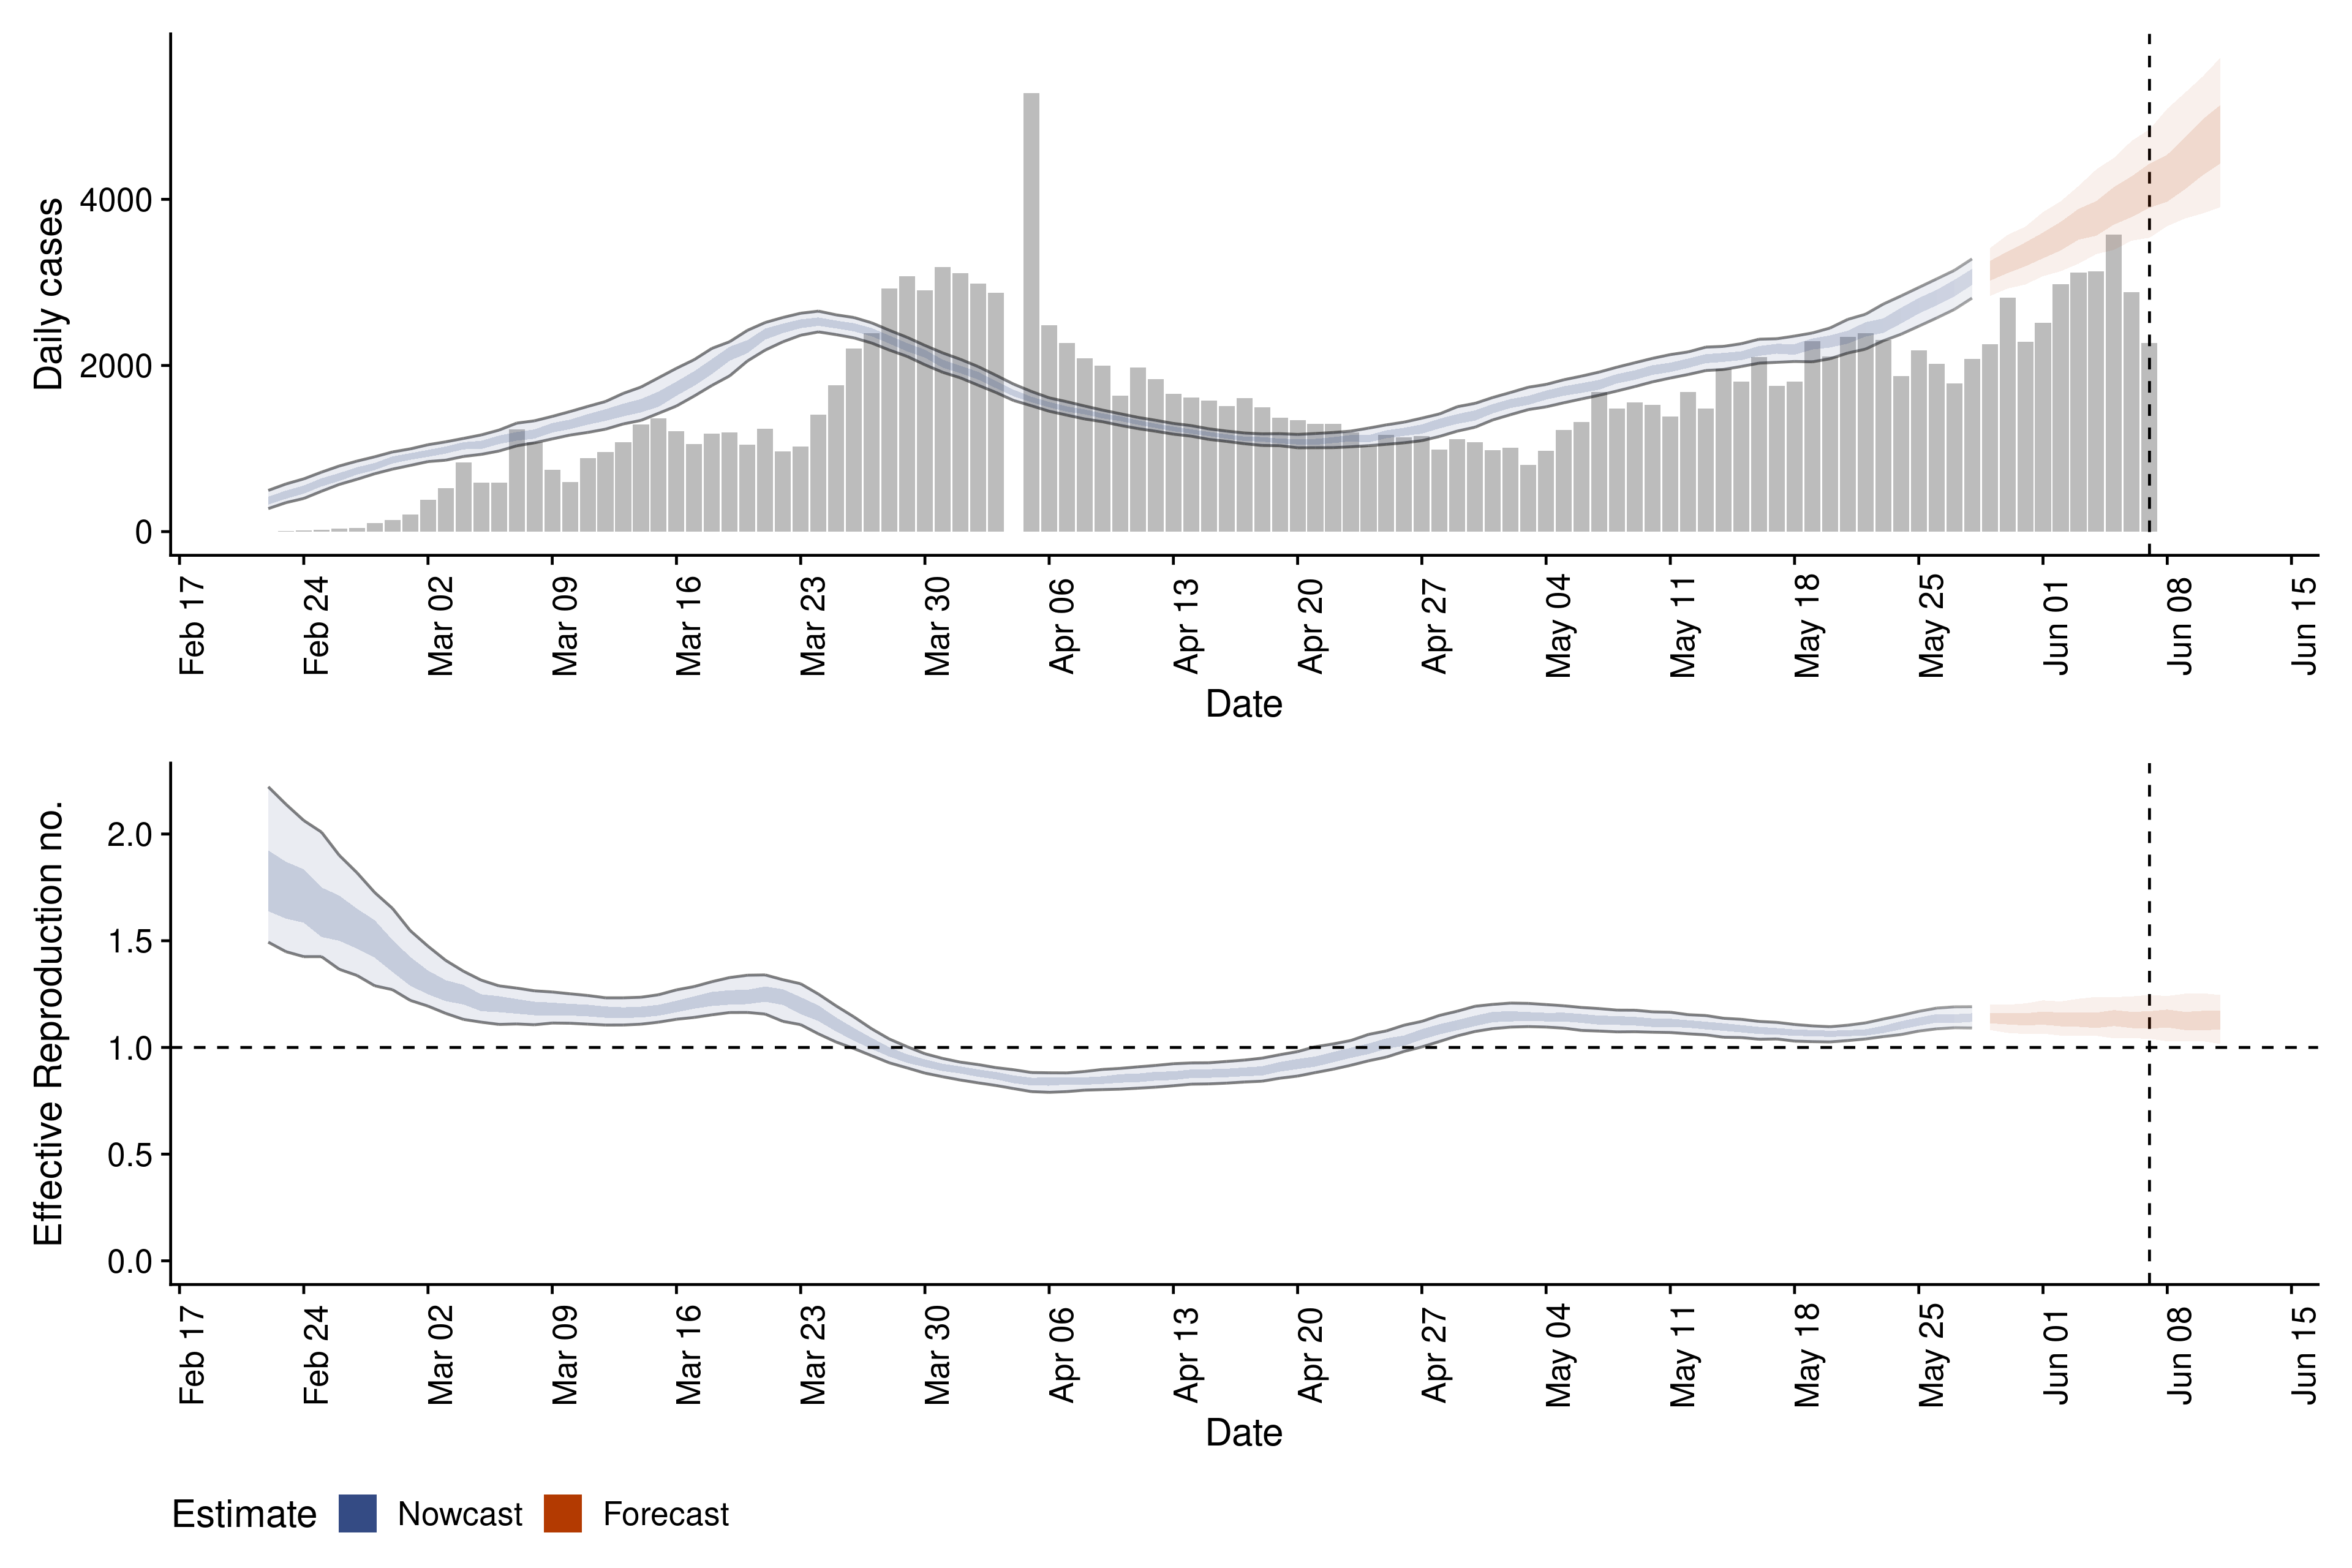 Daily cases
4000
2000
0
Feb 17
Feb 24
Mar 02
Mar 09
Mar 16
Mar 23
Mar 30
Apr 06
Apr 13
Apr 20
Apr 27
May 04
May 11
May 18
May 25
Jun 01
Jun 08
Jun 15
Date
Effective Reproduction no.
2.0
1.5
1.0
0.5
0.0
Feb 17
Feb 24
Mar 02
Mar 09
Mar 16
Mar 23
Mar 30
Apr 06
Apr 13
Apr 20
Apr 27
May 04
May 11
May 18
May 25
Jun 01
Jun 08
Jun 15
Date
Estimate Nowcast Forecast